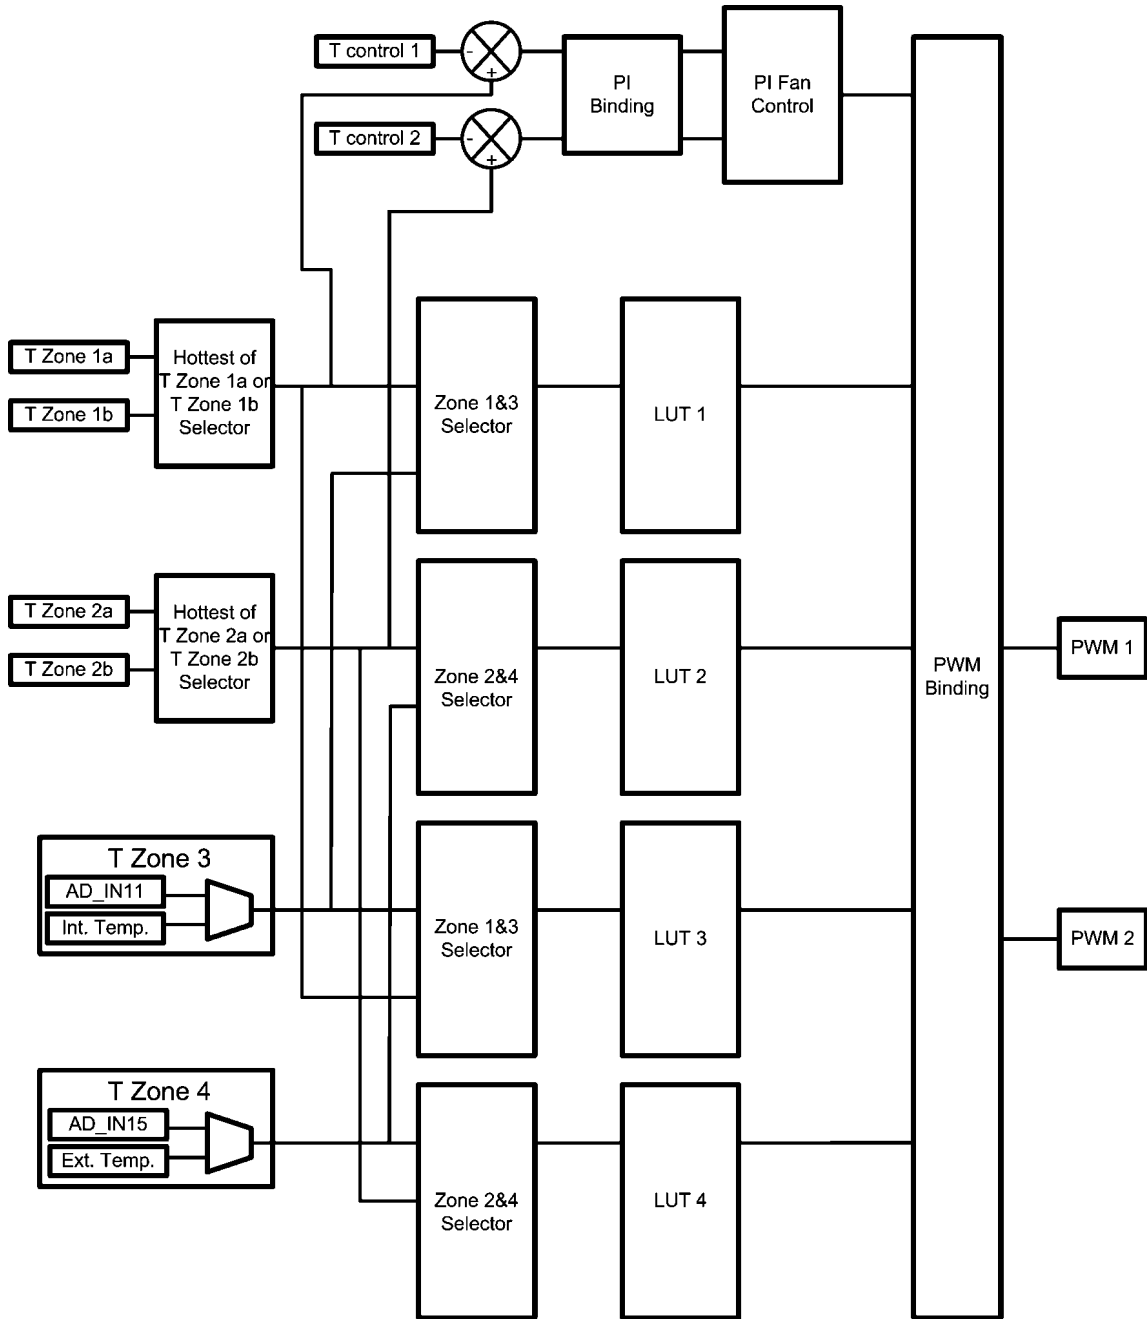 T control 1
-
+
PI
Binding
PI Fan
Control
T control 2
-
+
T Zone 1a
T Zone 1b
Hottest of
T Zone 1a or
T Zone 1b
Selector
Zone 1&3
Selector
LUT 1
T Zone 2a
T Zone 2b
Hottest of
T Zone 2a or
T Zone 2b
Selector
Zone 2&4
Selector
LUT 2
PWM
Binding
PWM 1
T Zone 3
AD_IN11
Int. Temp.
Zone 1&3
Selector
LUT 3
PWM 2
T Zone 4
AD_IN15
Ext. Temp.
Zone 2&4
Selector
LUT 4